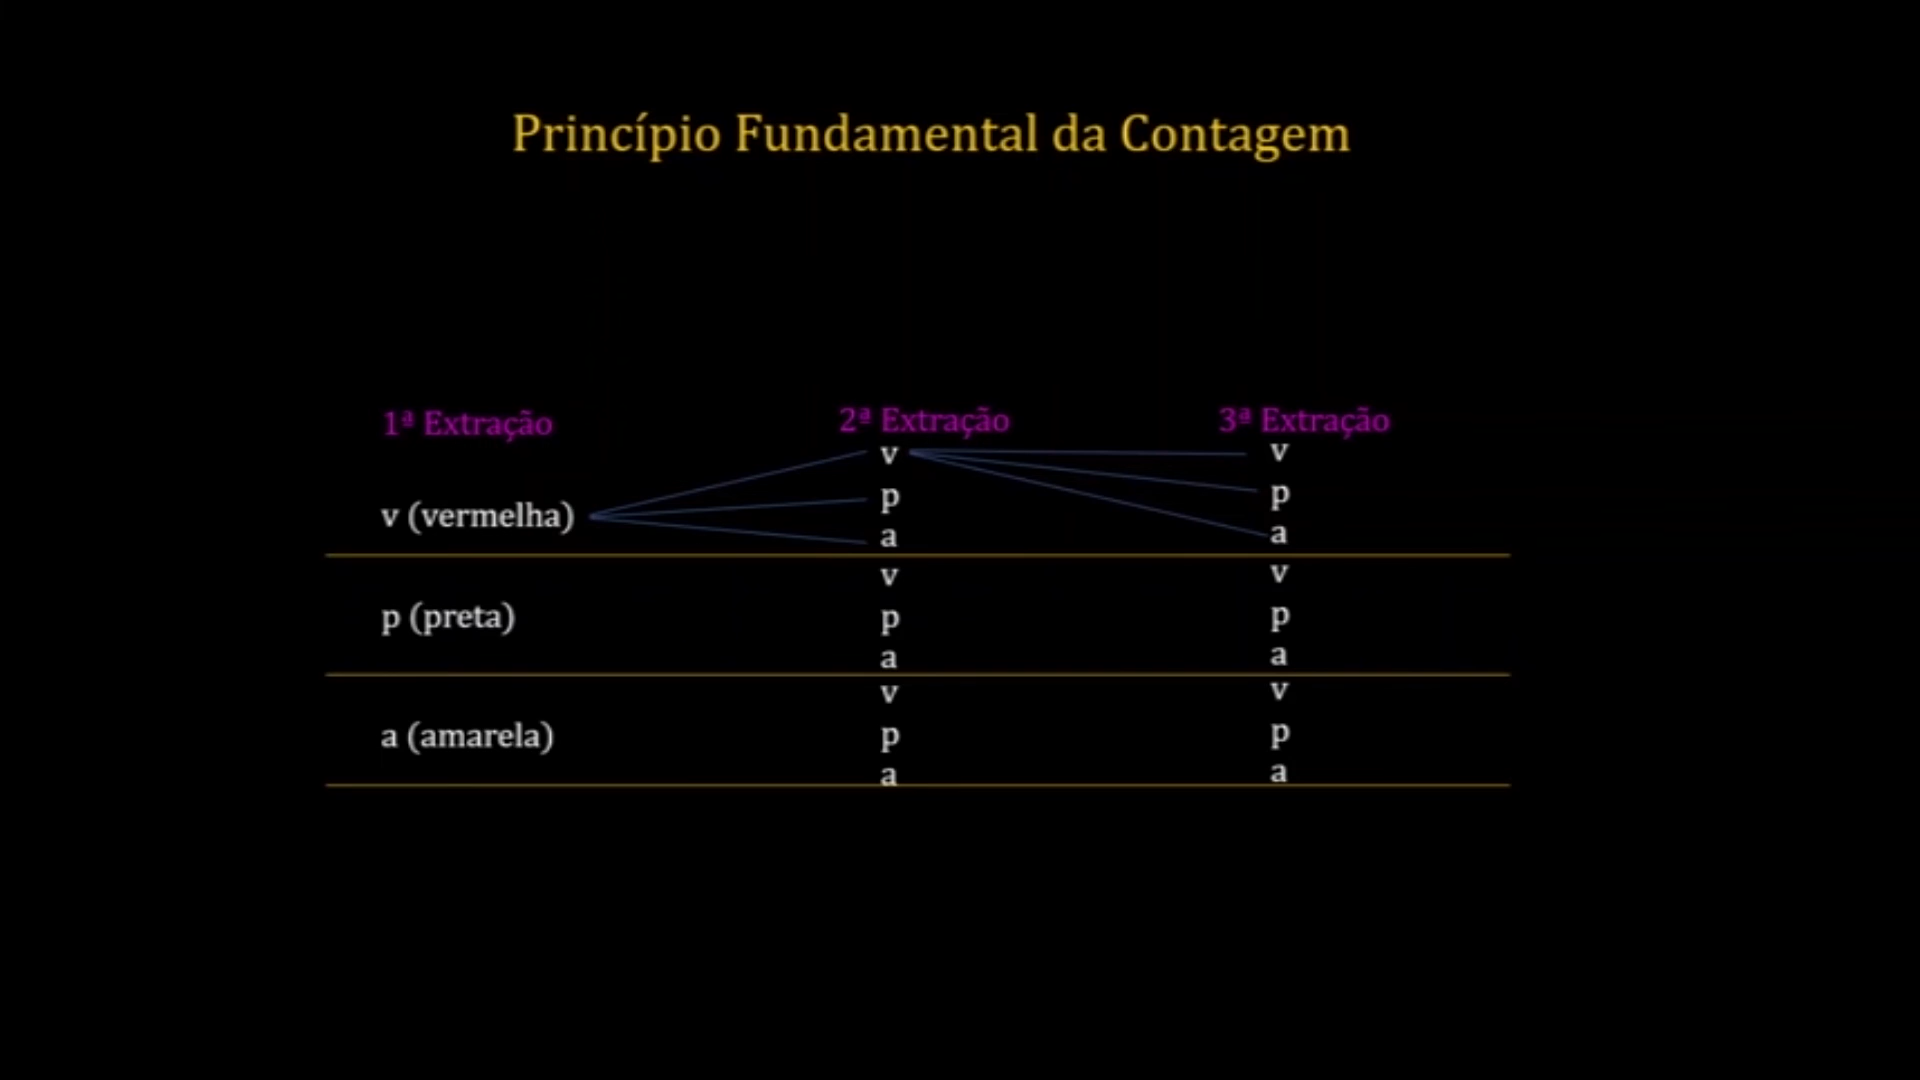 Princípio Fundamental da Contagem
1ª Extração 2ª Extração 3ª Extração
v v
p p
v (vermelha)
a a
v v
p (preta) p p
a a
v v
a (amarela) p p
a a